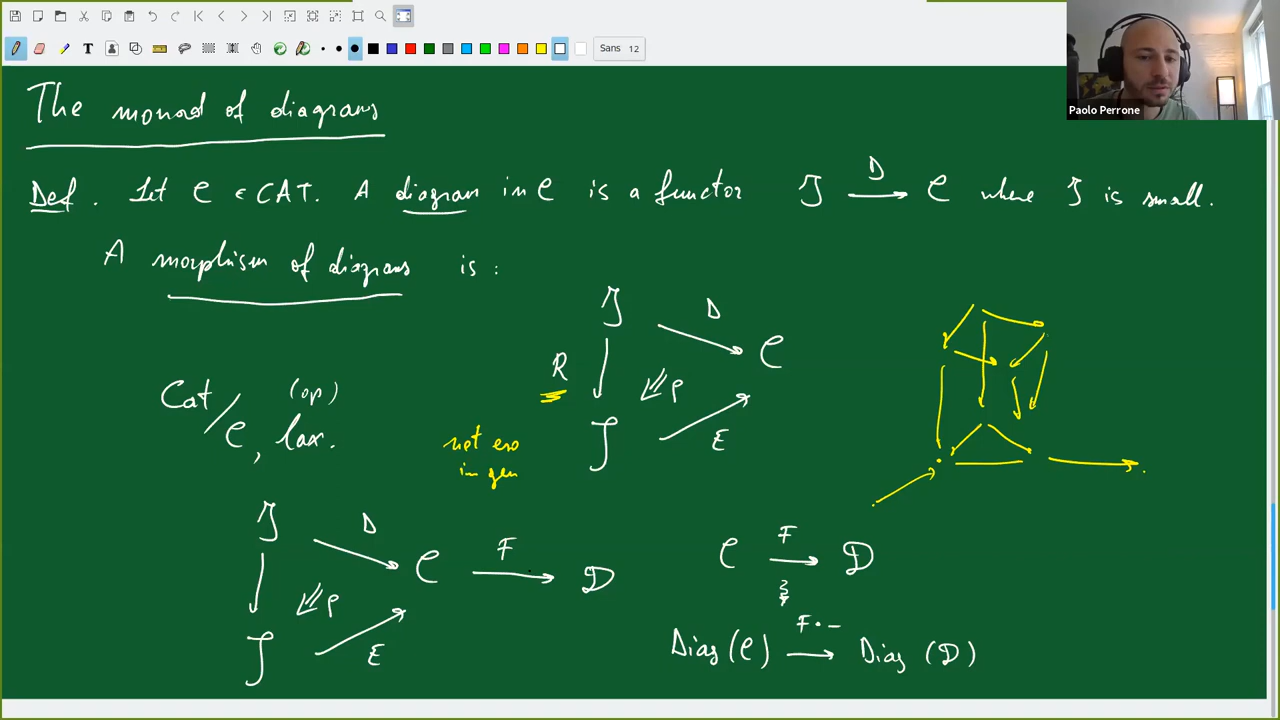 Sans 12
Paolo Perrone
The monad of diagrams
Def. Let C ∈ CAT. A diagram in C is a functor I D C where I is small.
A morphism of diagrams is:
I D C
R ρ
J E
Cat/C, (op) lax.
not
in gen
I D C F D
ρ
J E
C F D
F∘-
Diag (C) Diag (D)